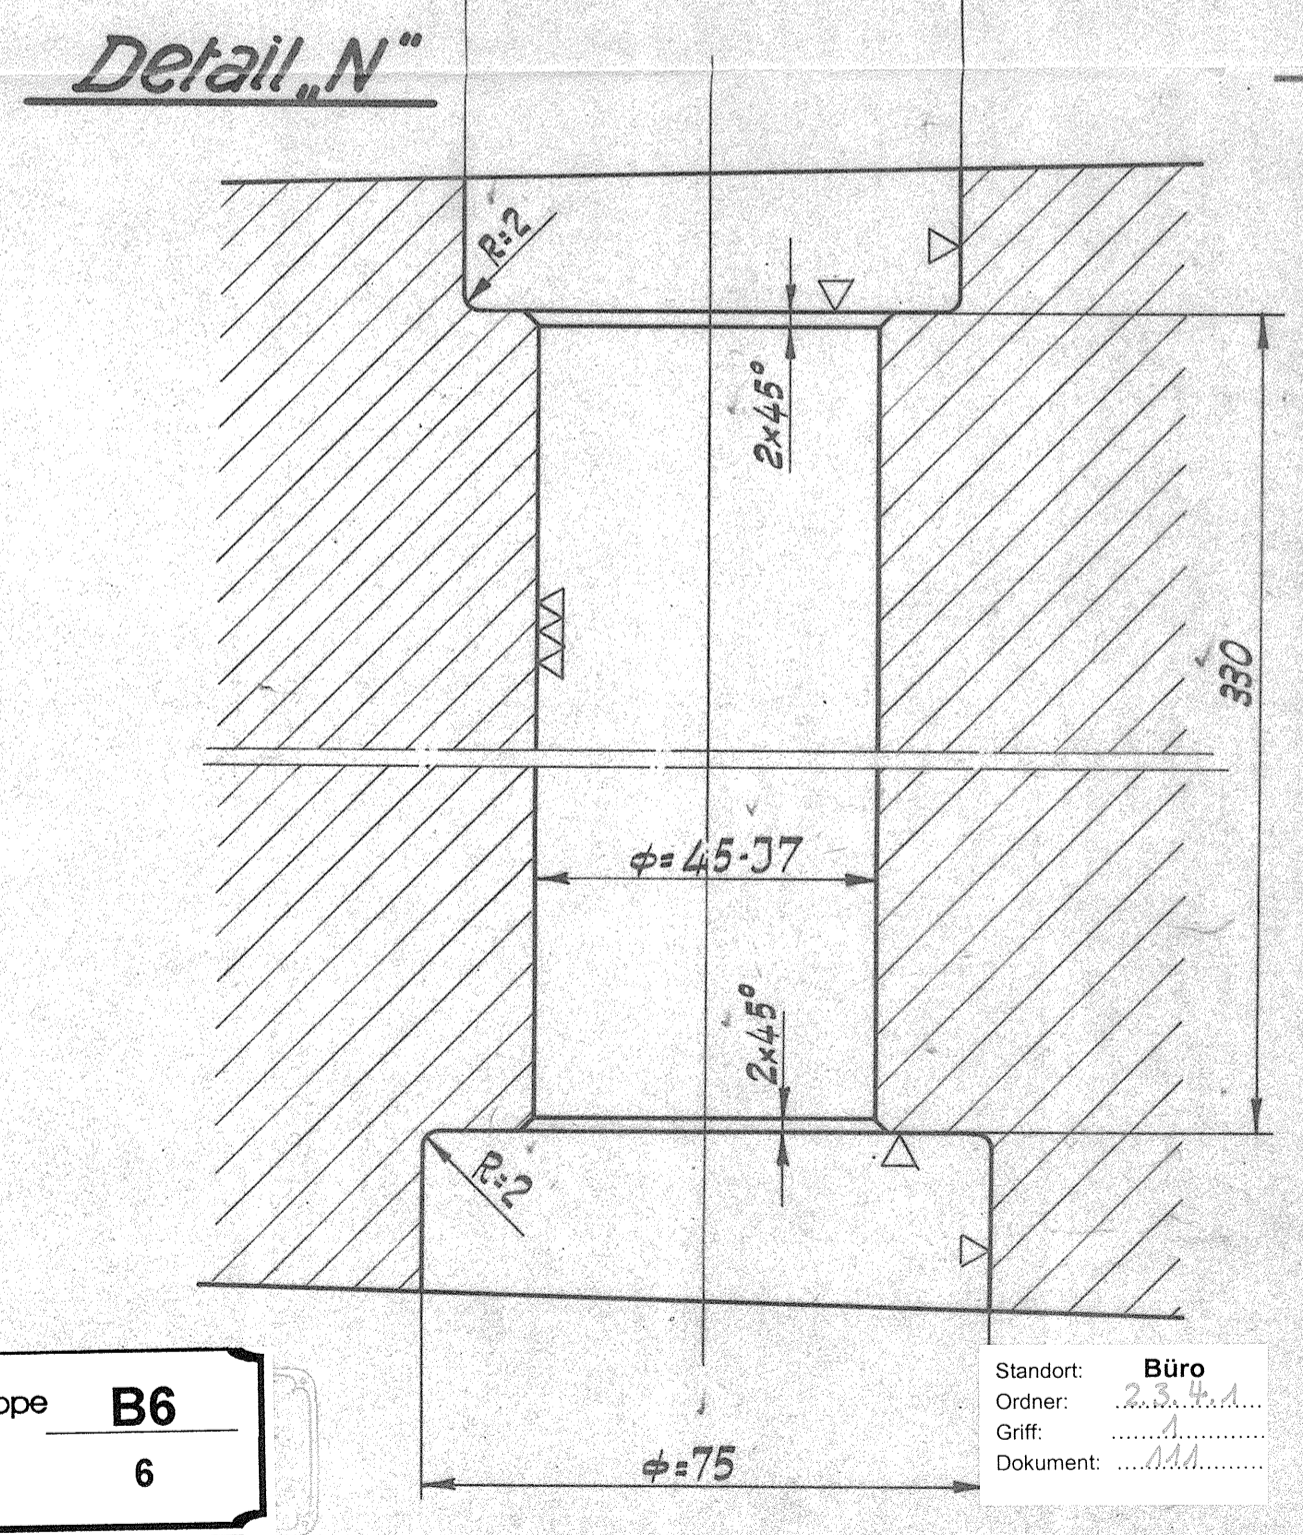 Detail „N“
R=2
2x45°
330
ϕ=45-J7
2x45°
R=2
ϕ=75
B6
6
Standort: Büro
Ordner: 2.3.4.1
Griff: 1
Dokument: 111